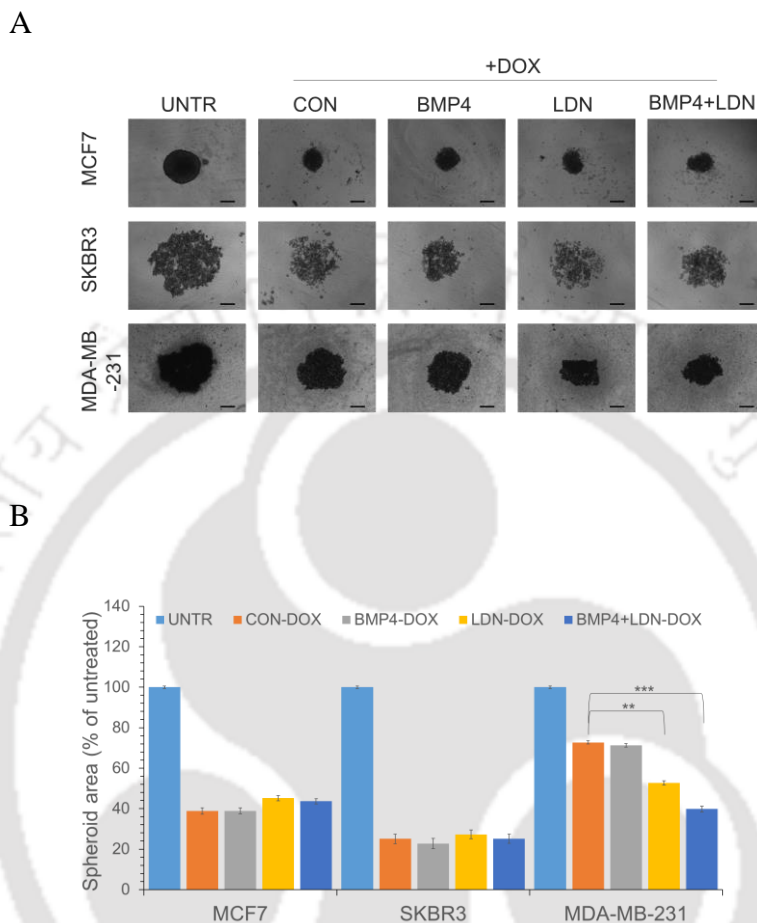 A
+DOX
UNTR CON BMP4 LDN BMP4+LDN
MCF7
SKBR3
MDA-MB
-231
B
Spheroid area (% of untreated)
140
120
100
80
60
40
20
0
UNTR CON-DOX BMP4-DOX LDN-DOX BMP4+LDN-DOX
***
**
MCF7 SKBR3 MDA-MB-231